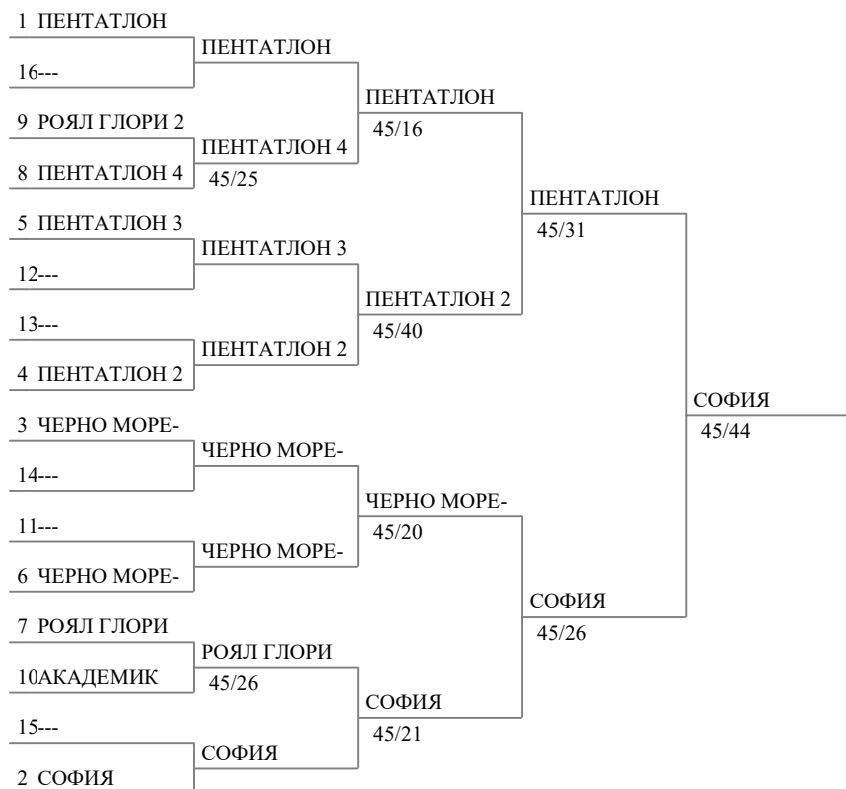 1 ПЕНТАТЛОН
ПЕНТАТЛОН
16---
ПЕНТАТЛОН
45/16
9 РОЯЛ ГЛОРИ 2
ПЕНТАТЛОН 4
45/25
8 ПЕНТАТЛОН 4
ПЕНТАТЛОН
45/31
5 ПЕНТАТЛОН 3
ПЕНТАТЛОН 3
12---
ПЕНТАТЛОН 2
45/40
13---
ПЕНТАТЛОН 2
4 ПЕНТАТЛОН 2
СОФИЯ
45/44
3 ЧЕРНО МОРЕ-
ЧЕРНО МОРЕ-
14---
ЧЕРНО МОРЕ-
45/20
11---
ЧЕРНО МОРЕ-
6 ЧЕРНО МОРЕ-
СОФИЯ
45/26
7 РОЯЛ ГЛОРИ
РОЯЛ ГЛОРИ
45/26
10АКАДЕМИК
СОФИЯ
45/21
15---
СОФИЯ
2 СОФИЯ